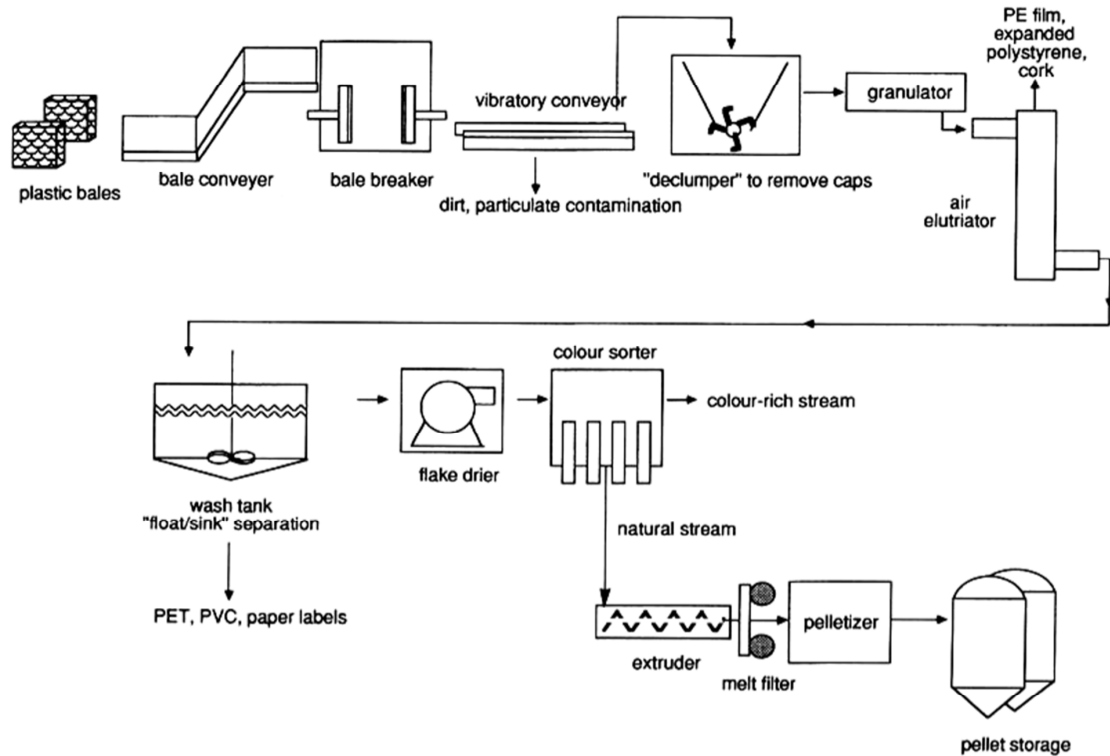 plastic bales
bale conveyer
bale breaker
vibratory conveyor
dirt, particulate contamination
"declumper" to remove caps
granulator
PE film,
expanded
polystyrene,
cork
air
elutriator
wash tank
"float/sink" separation
PET, PVC, paper labels
flake drier
colour sorter
colour-rich stream
natural stream
extruder
melt filter
pelletizer
pellet storage